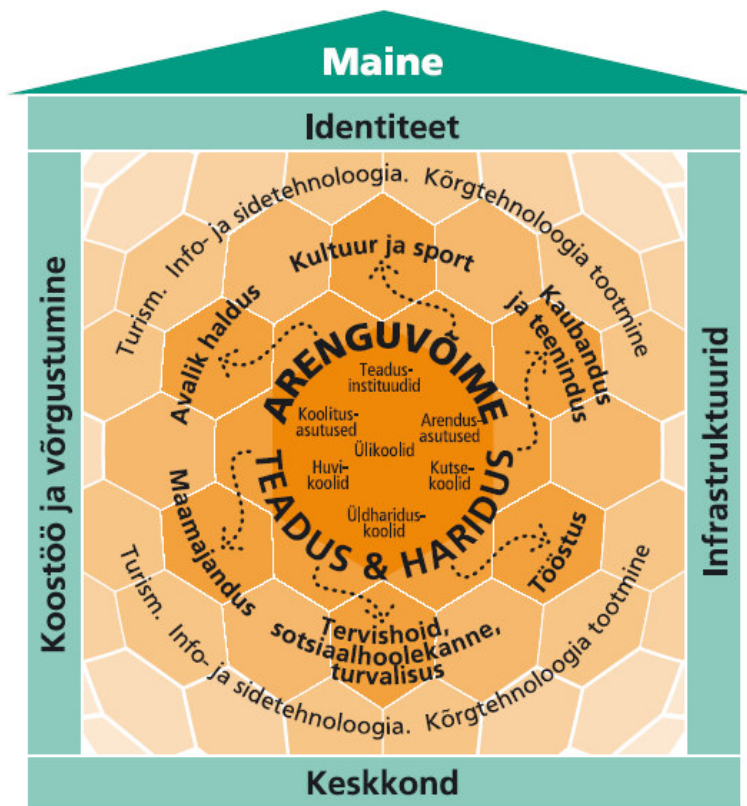 Maine
Identiteet
Koostöö ja võrgustumine
Turism. Info- ja sidetehnoloogia. Kõrgtehnoloogia tootmine
Kultuur ja sport
Avalik haldus
Kaubandus
ja teenindus
ARENGUVÕIME
Teadus-
instituudid
Koolitus-
asutused
Arendus-
asutused
Ülikoolid
Huvi-
koolid
Kutse-
koolid
Üldharidus-
koolid
TEADUS & HARIDUS
Maamajandus
Tööstus
Tervishoid,
sotsiaalhoolekanne,
turvalisus
Turism. Info- ja sidetehnoloogia. Kõrgtehnoloogia tootmine
Infrastruktuurid
Keskkond